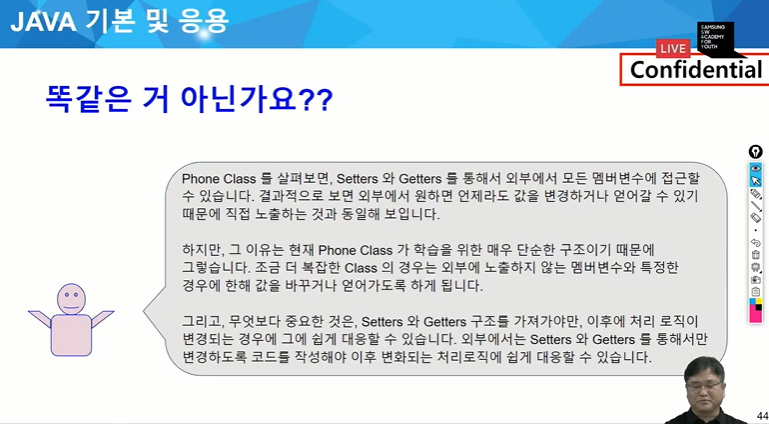 JAVA 기본 및 응용
SAMSUNG
SW
ACADEMY
FOR
YOUTH
LIVE
Confidential
똑같은 거 아닌가요??
Phone Class 를 살펴보면, Setters 와 Getters 를 통해서 외부에서 모든 멤버변수에 접근할
수 있습니다. 결과적으로 보면 외부에서 원하면 언제라도 값을 변경하거나 얻어갈 수 있기
때문에 직접 노출하는 것과 동일해 보입니다.
하지만, 그 이유는 현재 Phone Class 가 학습을 위한 매우 단순한 구조이기 때문에
그렇습니다. 조금 더 복잡한 Class 의 경우는 외부에 노출하지 않는 멤버변수와 특정한
경우에 한해 값을 바꾸거나 얻어가도록 하게 됩니다.
그리고, 무엇보다 중요한 것은, Setters 와 Getters 구조를 가져가야만, 이후에 처리 로직이
변경되는 경우에 그에 쉽게 대응할 수 있습니다. 외부에서는 Setters 와 Getters 를 통해서만
변경하도록 코드를 작성해야 이후 변화되는 처리로직에 쉽게 대응할 수 있습니다.
44